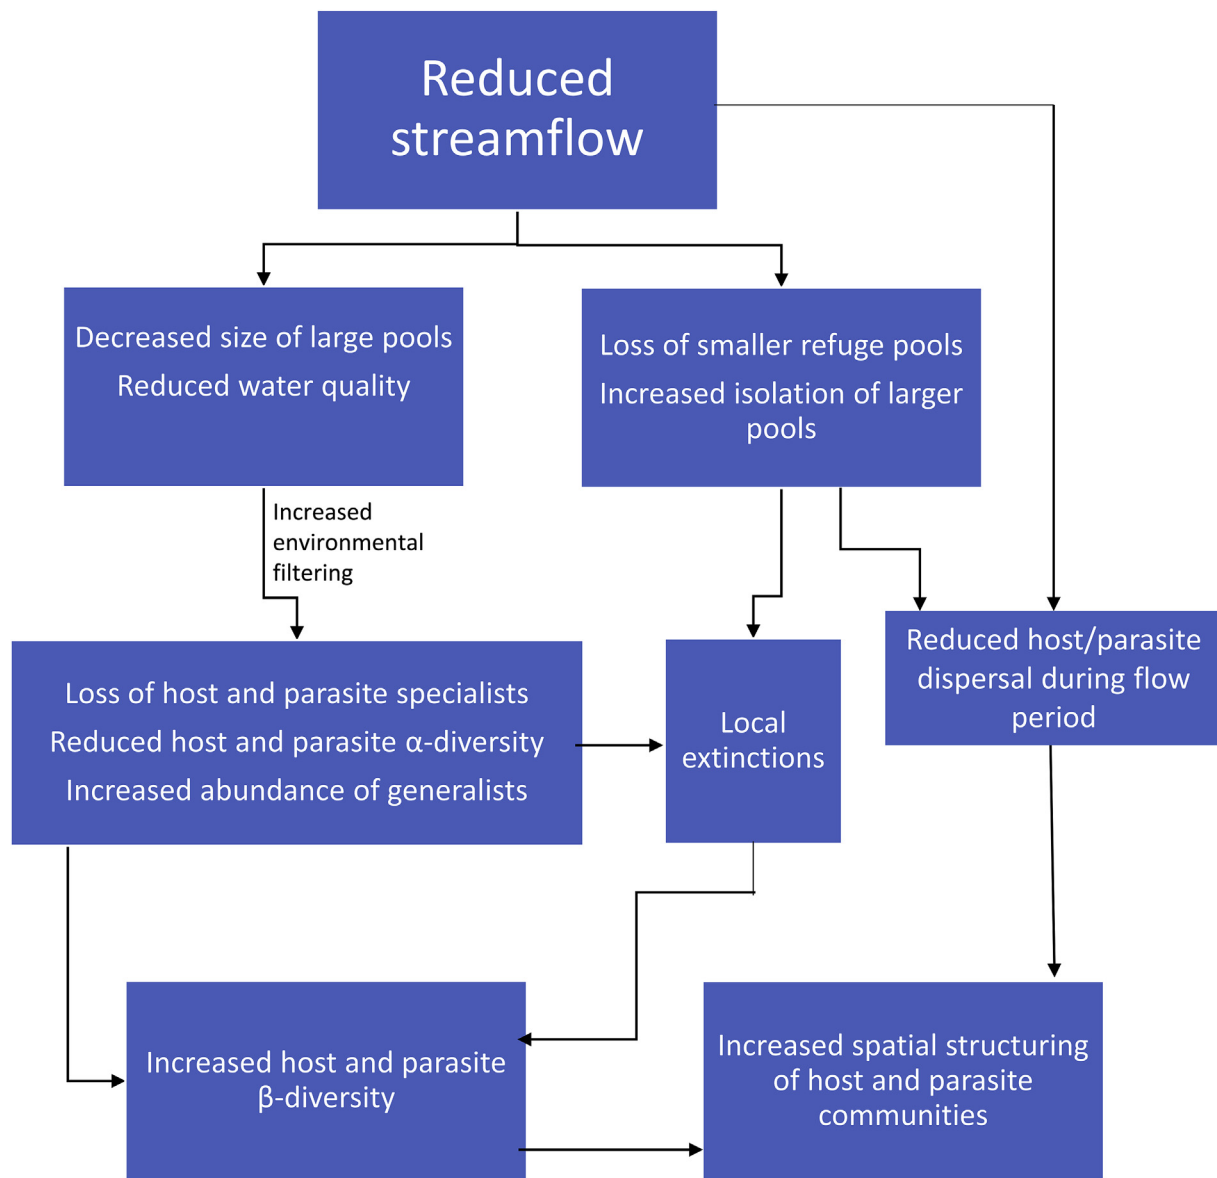 Reduced
streamflow
Decreased size of large pools
Reduced water quality
Loss of smaller refuge pools
Increased isolation of larger
pools
Increased
environmental
filtering
Loss of host and parasite specialists
Reduced host and parasite α-diversity
Increased abundance of generalists
Local
extinctions
Reduced host/parasite
dispersal during flow
period
Increased host and parasite
β-diversity
Increased spatial structuring
of host and parasite
communities